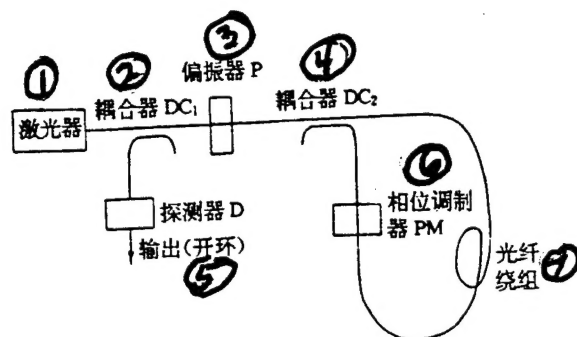 ①
激光器
②
耦合器 DC₁
③
偏振器 P
④
耦合器 DC₂
探测器 D
输出(开环)
⑤
⑥
相位调制
器 PM
光纤
绕组
⑦